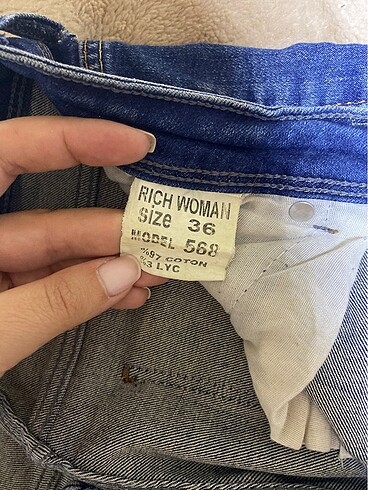 RICH WOMAN
SIZE 36
MODEL 568
%97 COTON
%3 LYC